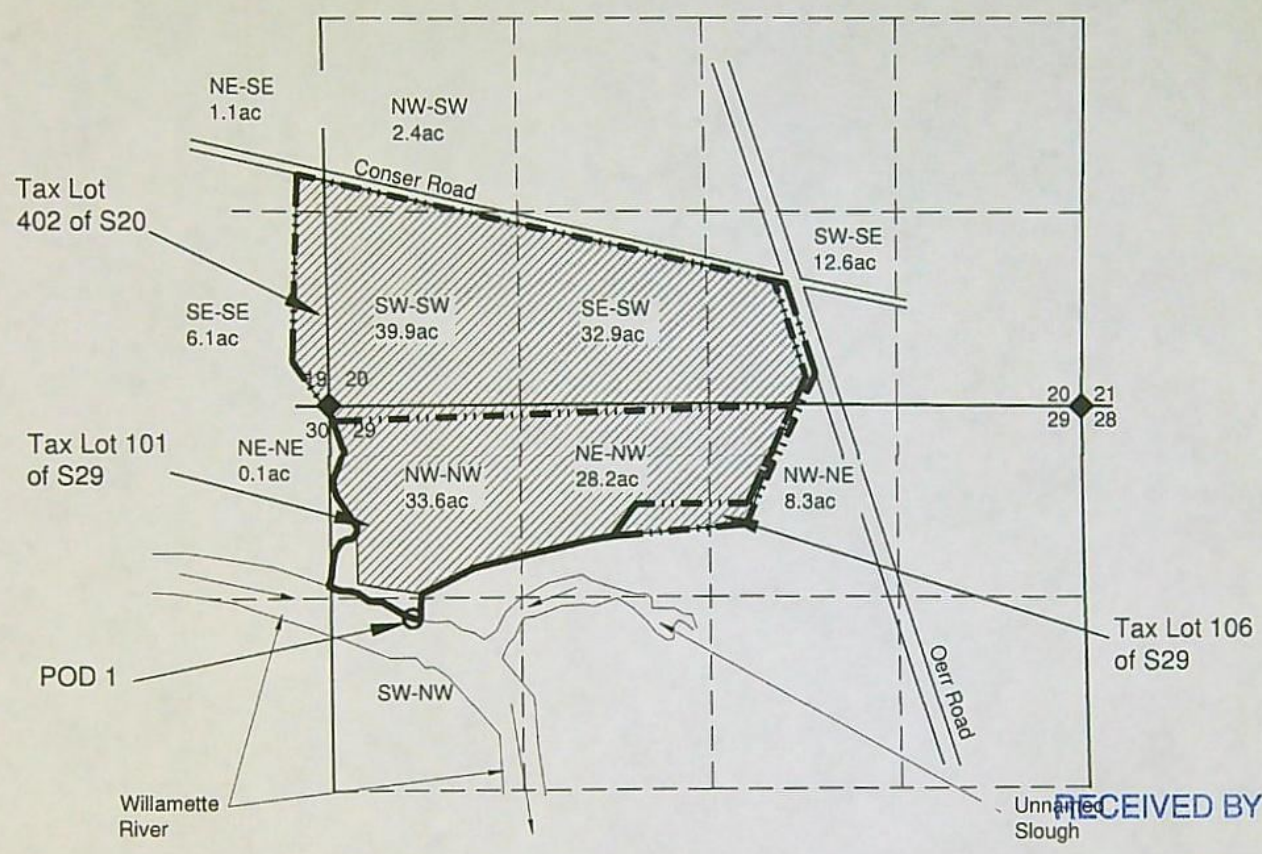 NE-SE
1.1ac
NW-SW
2.4ac
Conser Road
Tax Lot
402 of S20
SW-SE
12.6ac
SE-SE
6.1ac
SW-SW
39.9ac
SE-SW
32.9ac
19 20
20 21
30 29
29 28
Tax Lot 101
of S29
NE-NE
0.1ac
NW-NW
33.6ac
NE-NW
28.2ac
NW-NE
8.3ac
Tax Lot 106
of S29
POD 1
SW-NW
Oerr Road
Willamette
River
Unnamed
Slough
RECEIVED BY